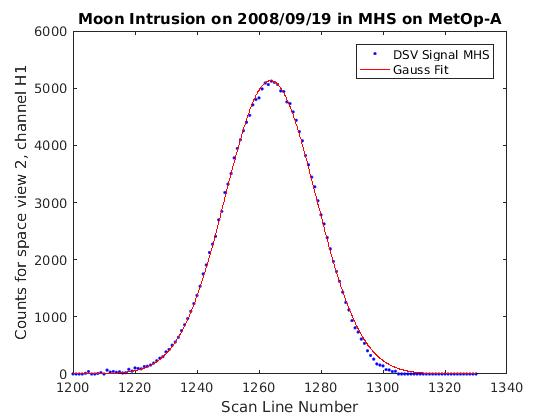 Moon Intrusion on 2008/09/19 in MHS on MetOp-A
6000
5000
4000
3000
2000
1000
0
Counts for space view 2, channel H1
DSV Signal MHS
Gauss Fit
1200 1220 1240 1260 1280 1300 1320 1340
Scan Line Number